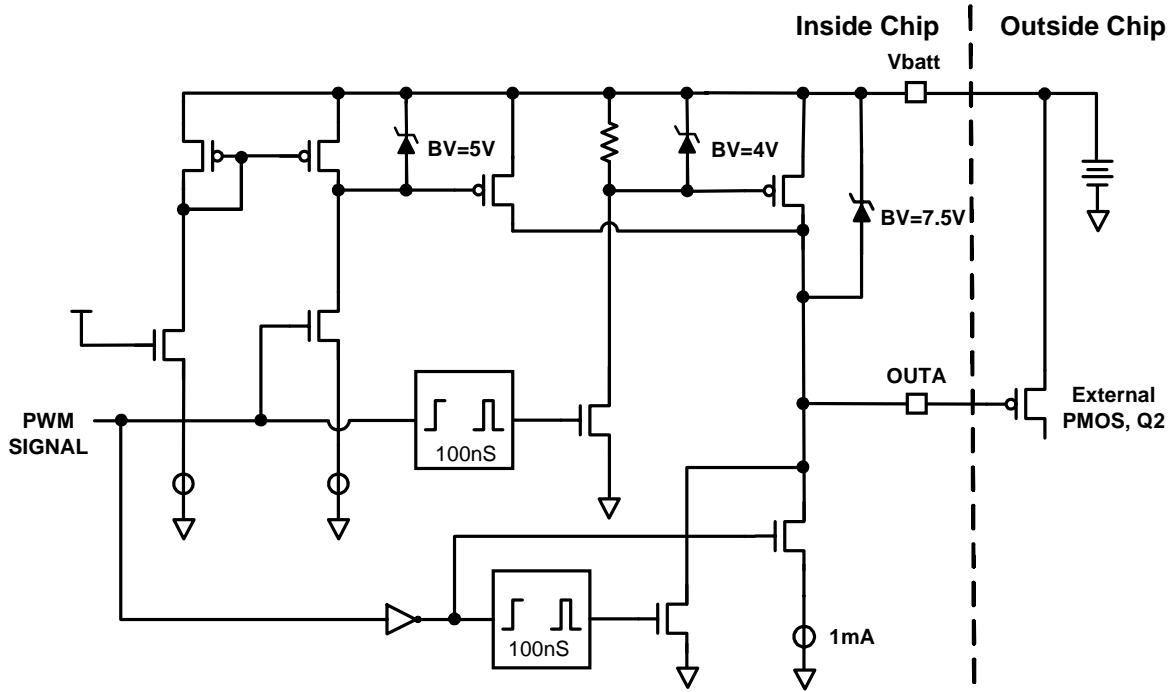 Inside Chip
Outside Chip
Vbatt
BV=5V
BV=4V
BV=7.5V
OUTA
External
PMOS, Q2
PWM
SIGNAL
100nS
100nS
1mA